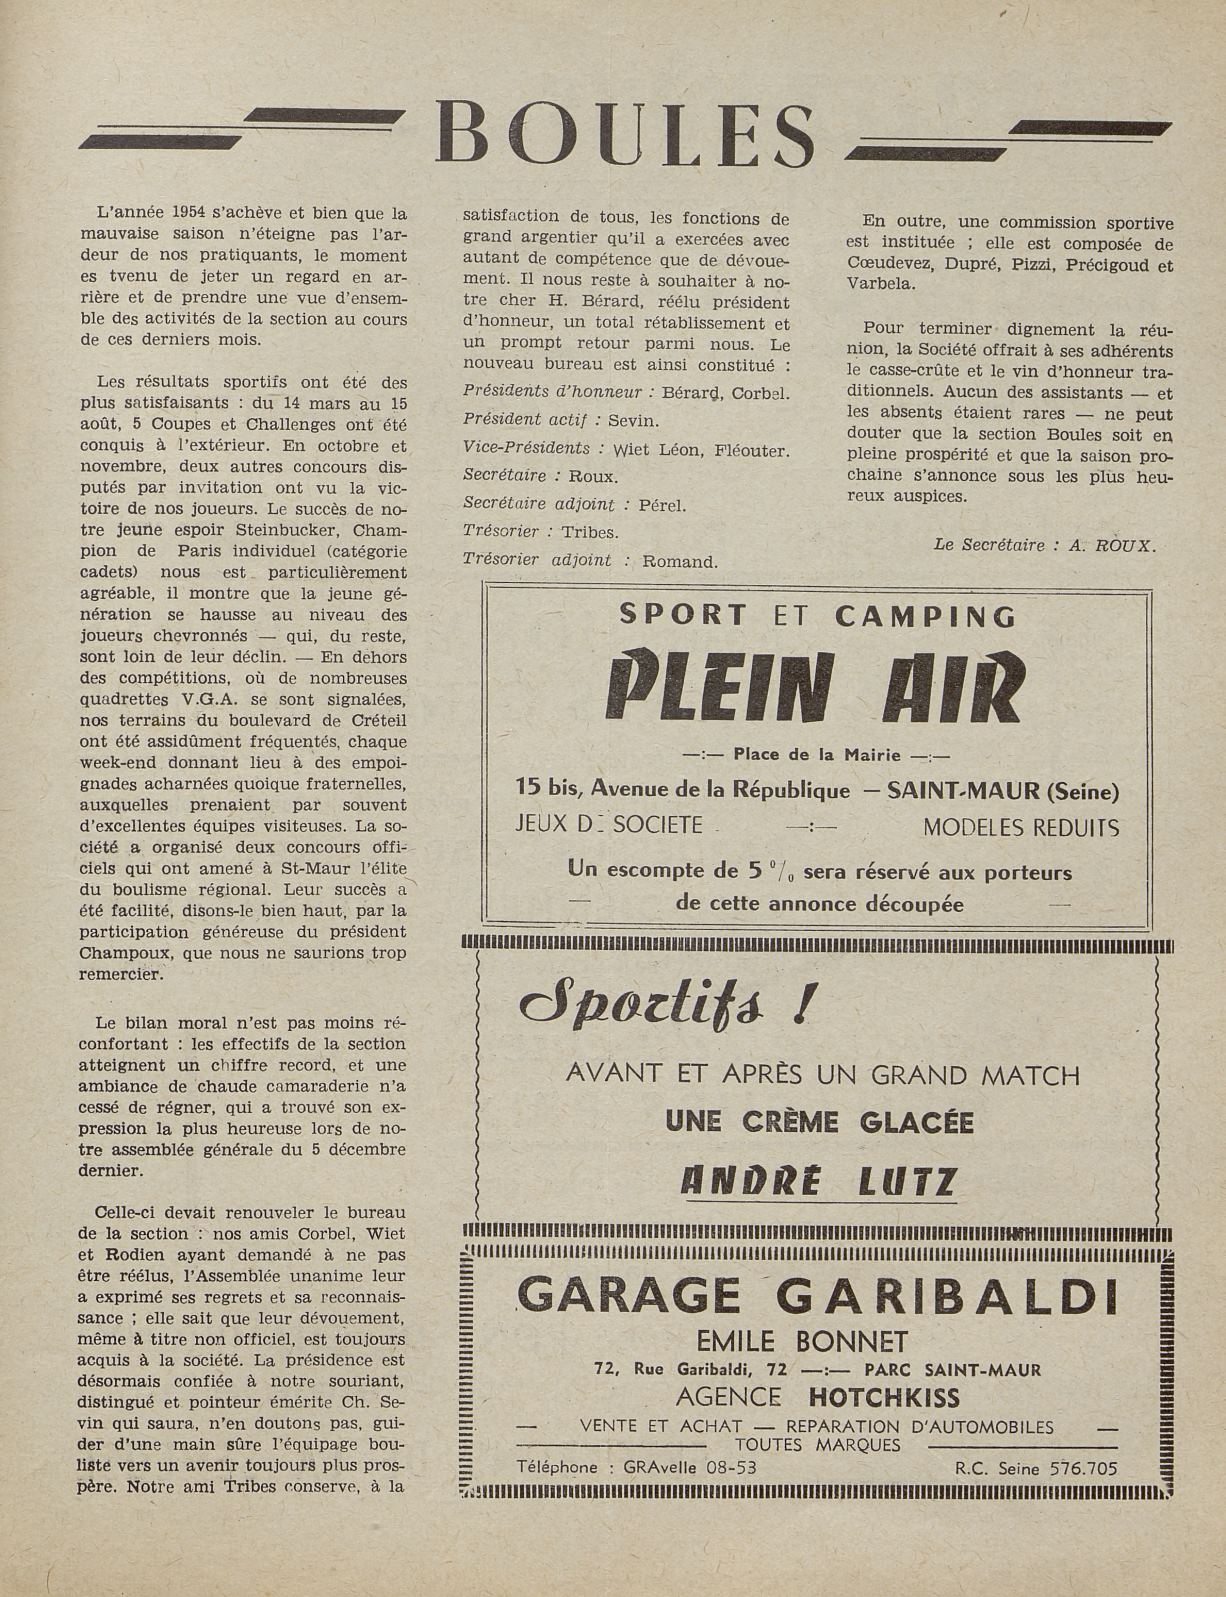 BOULES
L'année 1954 s'achève et bien que la
mauvaise saison n'éteigne pas l'ar-
deur de nos pratiquants, le moment
es tvenu de jeter un regard en ar-
rière et de prendre une vue d'ensem-
ble des activités de la section au cours
de ces derniers mois.
Les résultats sportifs ont été des
plus satisfaisants : du 14 mars au 15
août, 5 Coupes et Challenges ont été
conquis à l'extérieur. En octobre et
novembre, deux autres concours dis-
putés par invitation ont vu la vic-
toire de nos joueurs. Le succès de no-
tre jeune espoir Steinbucker, Cham-
pion de Paris individuel (catégorie
cadets) nous est particulièrement
agréable, il montre que la jeune gé-
nération se hausse au niveau des
joueurs chevronnés — qui, du reste,
sont loin de leur déclin. — En dehors
des compétitions, où de nombreuses
quadrettes V.G.A. se sont signalées,
nos terrains du boulevard de Créteil
ont été assidûment fréquentés, chaque
week-end donnant lieu à des empoi-
gnades acharnées quoique fraternelles,
auxquelles prenaient par souvent
d'excellentes équipes visiteuses. La so-
ciété a organisé deux concours offi-
ciels qui ont amené à St-Maur l'élite
du boulisme régional. Leur succès a
été facilité, disons-le bien haut, par la
participation généreuse du président
Champoux, que nous ne saurions trop
remercier.
Le bilan moral n'est pas moins ré-
confortant : les effectifs de la section
atteignent un chiffre record, et une
ambiance de chaude camaraderie n'a
cessé de régner, qui a trouvé son ex-
pression la plus heureuse lors de no-
tre assemblée générale du 5 décembre
dernier.
Celle-ci devait renouveler le bureau
de la section : nos amis Corbel, Wiet
et Rodien ayant demandé à ne pas
être réélus, l'Assemblée unanime leur
a exprimé ses regrets et sa reconnais-
sance ; elle sait que leur dévouement,
même à titre non officiel, est toujours
acquis à la société. La présidence est
désormais confiée à notre souriant,
distingué et pointeur émérite Ch. Se-
vin qui saura, n'en doutons pas, gui-
der d'une main sûre l'équipage bou-
liste vers un avenir toujours plus pros-
père. Notre ami Tribes conserve, à la
satisfaction de tous, les fonctions de
grand argentier qu'il a exercées avec
autant de compétence que de dévoue-
ment. Il nous reste à souhaiter à no-
tre cher H. Bérard, réélu président
d'honneur, un total rétablissement et
un prompt retour parmi nous. Le
nouveau bureau est ainsi constitué :
Présidents d'honneur : Bérard, Corbel.
Président actif : Sevin.
Vice-Présidents : Wiet Léon, Fléouter.
Secrétaire : Roux.
Secrétaire adjoint : Pérel.
Trésorier : Tribes.
Trésorier adjoint : Romand.
En outre, une commission sportive
est instituée ; elle est composée de
Cœudevez, Dupré, Pizzi, Précigoud et
Varbela.
Pour terminer dignement la réu-
nion, la Société offrait à ses adhérents
le casse-crûte et le vin d'honneur tra-
ditionnels. Aucun des assistants — et
les absents étaient rares — ne peut
douter que la section Boules soit en
pleine prospérité et que la saison pro-
chaine s'annonce sous les plus heu-
reux auspices.
Le Secrétaire : A. ROUX.
SPORT ET CAMPING
PLEIN AIR
—:— Place de la Mairie —:—
15 bis, Avenue de la République — SAINT-MAUR (Seine)
JEUX DE SOCIETE —:— MODELES REDUITS
Un escompte de 5 % sera réservé aux porteurs
— de cette annonce découpée —
Sportifs !
AVANT ET APRÈS UN GRAND MATCH
UNE CRÈME GLACÉE
ANDRE LUTZ
GARAGE GARIBALDI
EMILE BONNET
72, Rue Garibaldi, 72 —:— PARC SAINT-MAUR
AGENCE HOTCHKISS
— VENTE ET ACHAT — REPARATION D'AUTOMOBILES —
TOUTES MARQUES
Téléphone : GRAvelle 08-53 R.C. Seine 576.705